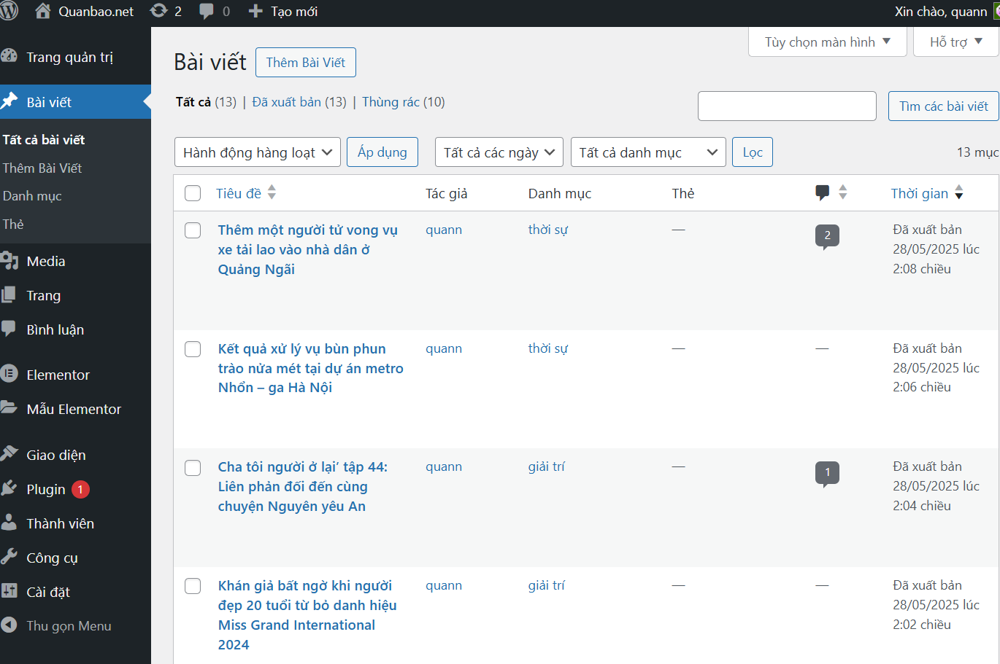 Quanbao.net 2 0 Tạo mới Xin chào, quann
Trang quản trị
Bài viết
Tất cả bài viết
Thêm Bài Viết
Danh mục
Thẻ
Media
Trang
Bình luận
Elementor
Mẫu Elementor
Giao diện
Plugin 1
Thành viên
Công cụ
Cài đặt
Thu gọn Menu
Tùy chọn màn hình Hỗ trợ
Bài viết Thêm Bài Viết
Tất cả (13) | Đã xuất bản (13) | Thùng rác (10)
Tìm các bài viết
Hành động hàng loạt Áp dụng Tất cả các ngày Tất cả danh mục Lọc 13 mục
Tiêu đề Tác giả Danh mục Thẻ Thời gian
Thêm một người tử vong vụ quann thời sự — 2 Đã xuất bản
xe tải lao vào nhà dân ở 28/05/2025 lúc
Quảng Ngãi 2:08 chiều
Kết quả xử lý vụ bùn phun quann thời sự — — Đã xuất bản
trào nửa mét tại dự án metro 28/05/2025 lúc
Nhổn – ga Hà Nội 2:06 chiều
Cha tôi người ở lại’ tập 44: quann giải trí — 1 Đã xuất bản
Liên phản đối đến cùng 28/05/2025 lúc
chuyện Nguyên yêu An 2:04 chiều
Khán giả bất ngờ khi người quann giải trí — — Đã xuất bản
đẹp 20 tuổi từ bỏ danh hiệu 28/05/2025 lúc
Miss Grand International 2:02 chiều
2024